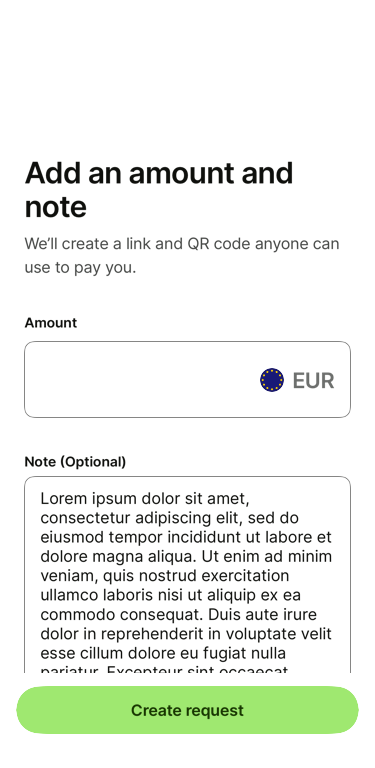 Add an amount and
note
We’ll create a link and QR code anyone can
use to pay you.
Amount
EUR
Note (Optional)
Lorem ipsum dolor sit amet,
consectetur adipiscing elit, sed do
eiusmod tempor incididunt ut labore et
dolore magna aliqua. Ut enim ad minim
veniam, quis nostrud exercitation
ullamco laboris nisi ut aliquip ex ea
commodo consequat. Duis aute irure
dolor in reprehenderit in voluptate velit
esse cillum dolore eu fugiat nulla
pariatur. Excepteur sint occaecat
Create request